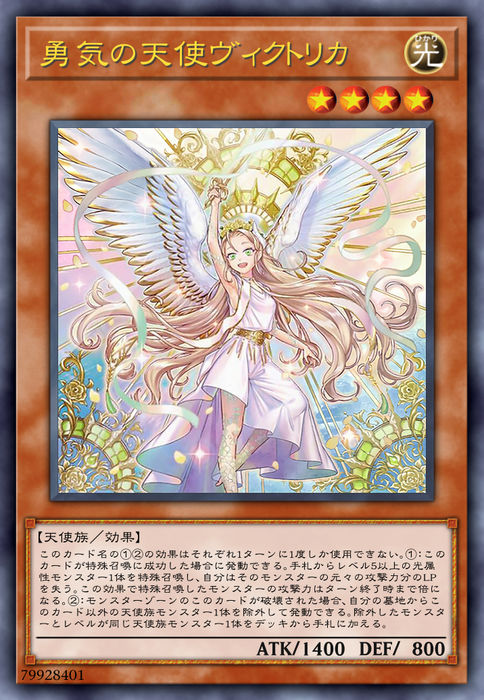 勇気の天使ヴィクトリカ
ひかり
光
【天使族/効果】
このカード名の①②の効果はそれぞれ1ターンに1度しか使用できない。①:この
カードが特殊召喚に成功した場合に発動できる。手札からレベル5以上の光属
性モンスター1体を特殊召喚し、自分はそのモンスターの元々の攻撃力分のLP
を失う。この効果で特殊召喚したモンスターの攻撃力はターン終了時まで倍に
なる。②:モンスターゾーンのこのカードが破壊された場合、自分の墓地からこ
のカード以外の天使族モンスター1体を除外して発動できる。除外したモンスタ
ーとレベルが同じ天使族モンスター1体をデッキから手札に加える。
ATK/1400 DEF/ 800
79928401